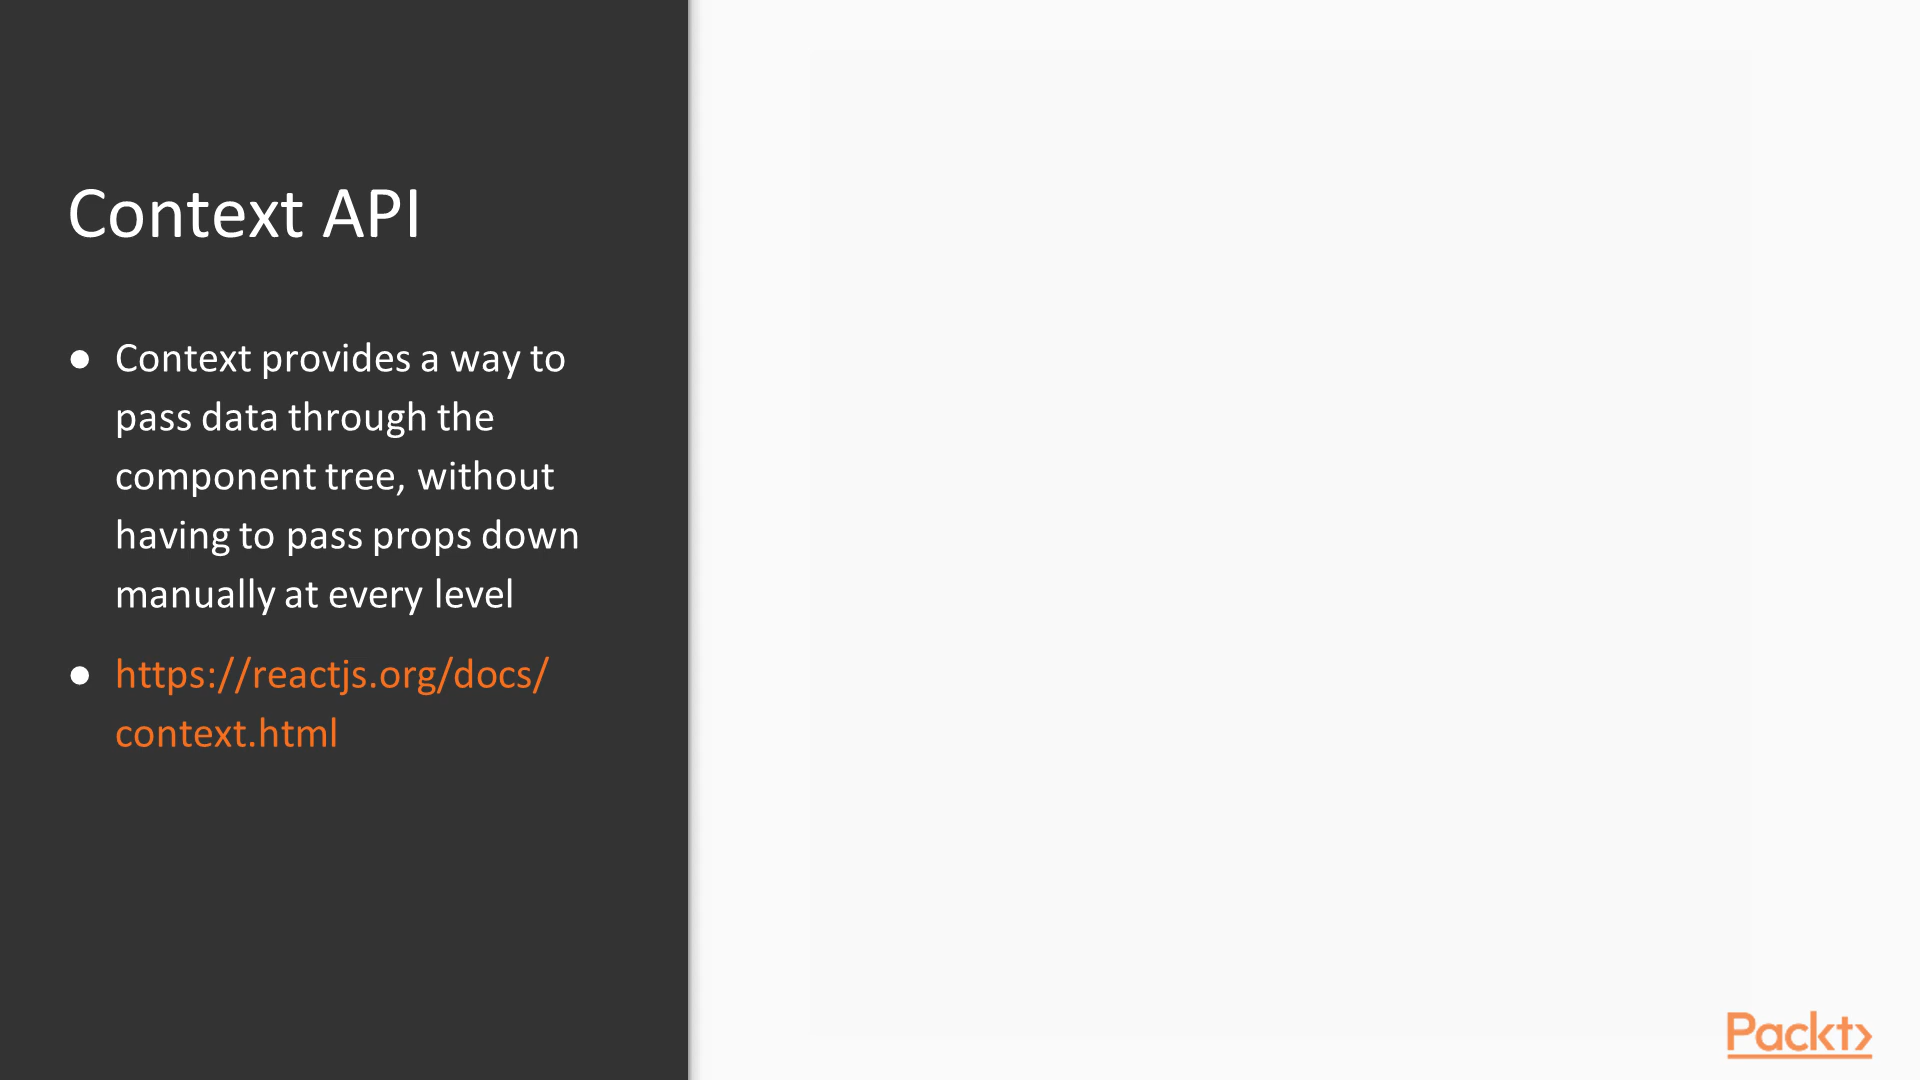 Context API
● Context provides a way to
pass data through the
component tree, without
having to pass props down
manually at every level
● https://reactjs.org/docs/
context.html
Packt>